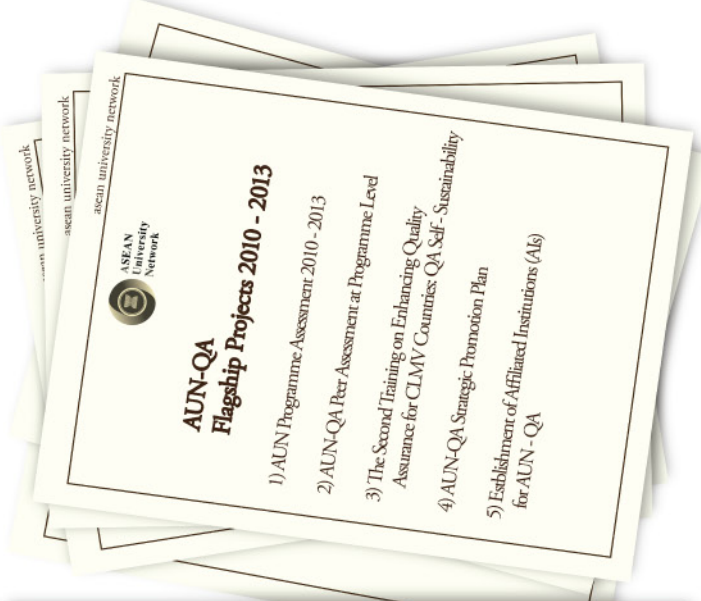 asean university network
asean university network
asean university network
ASEAN
University
Network
AUN-QA
Flagship Projects 2010 - 2013
1) AUN Programme Assessment 2010 - 2013
2) AUN-QA Peer Assessment at Programme Level
3) The Second Training on Enhancing Quality
Assurance for CLMV Countries: QA Self - Sustainability
4) AUN-QA Strategic Promotion Plan
5) Estblishment of Affiliated Institutions (AIs)
for AUN - QA